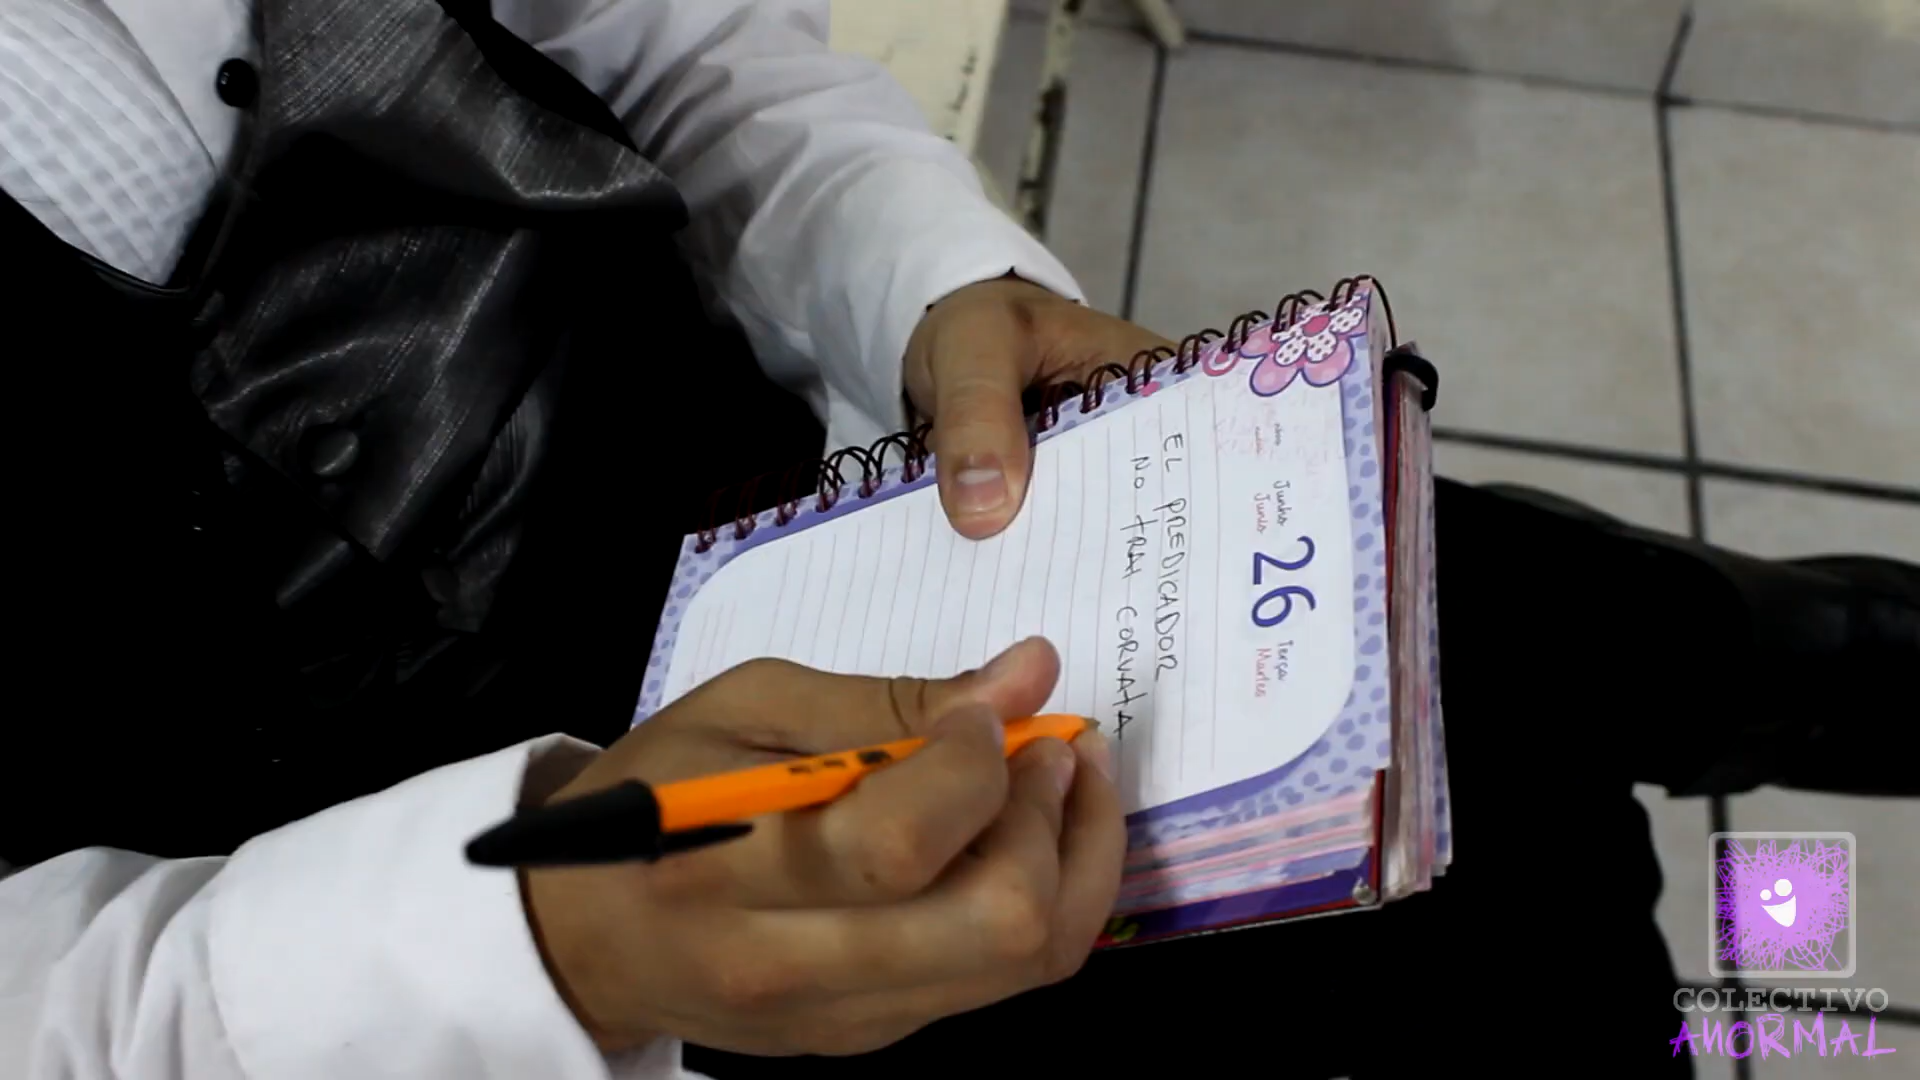 Junho
Junio
26
Terça
Martes
EL PREDICADOR
NO TRAI CORVATA
COLECTIVO
ANORMAL